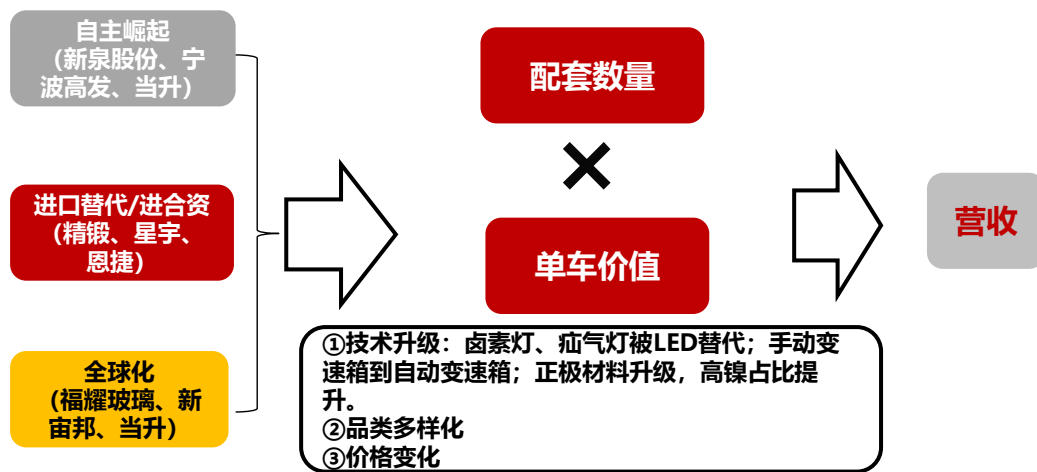 自主崛起
（新泉股份、宁
波高发、当升）
进口替代/进合资
（精锻、星宇、
恩捷）
全球化
（福耀玻璃、新
宙邦、当升）
配套数量
×
单车价值
①技术升级：卤素灯、疝气灯被LED替代；手动变
速箱到自动变速箱；正极材料升级，高镍占比提
升。
②品类多样化
③价格变化
营收